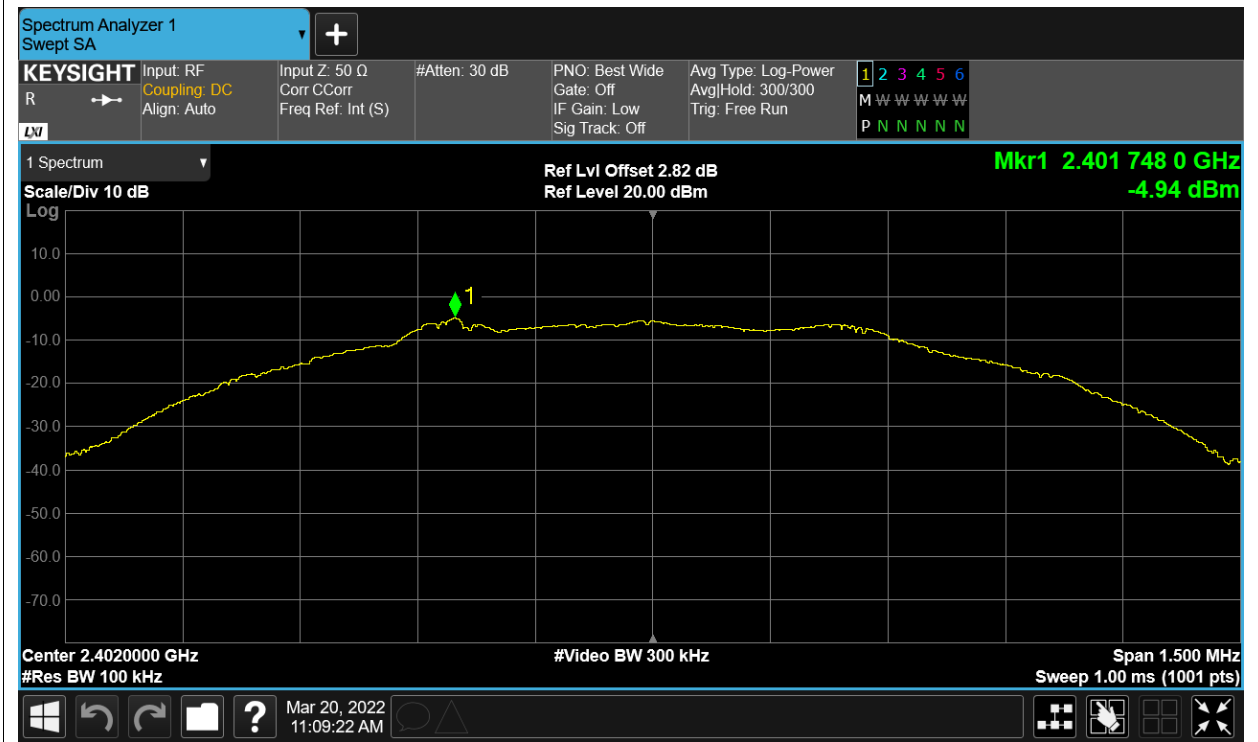 Spectrum Analyzer 1
Swept SA
KEYSIGHT
R
LXI
Input: RF
Coupling: DC
Align: Auto
Input Z: 50 Ω
Corr CCorr
Freq Ref: Int (S)
#Atten: 30 dB
PNO: Best Wide
Gate: Off
IF Gain: Low
Sig Track: Off
Avg Type: Log-Power
Avg|Hold: 300/300
Trig: Free Run
1 2 3 4 5 6
M W W W W W
P N N N N N
1 Spectrum
Scale/Div 10 dB
Log
Ref Lvl Offset 2.82 dB
Ref Level 20.00 dBm
Mkr1 2.401 748 0 GHz
-4.94 dBm
10.0
0.00
1
-10.0
-20.0
-30.0
-40.0
-50.0
-60.0
-70.0
Center 2.4020000 GHz
#Video BW 300 kHz
Span 1.500 MHz
#Res BW 100 kHz
Sweep 1.00 ms (1001 pts)
?
Mar 20, 2022
11:09:22 AM